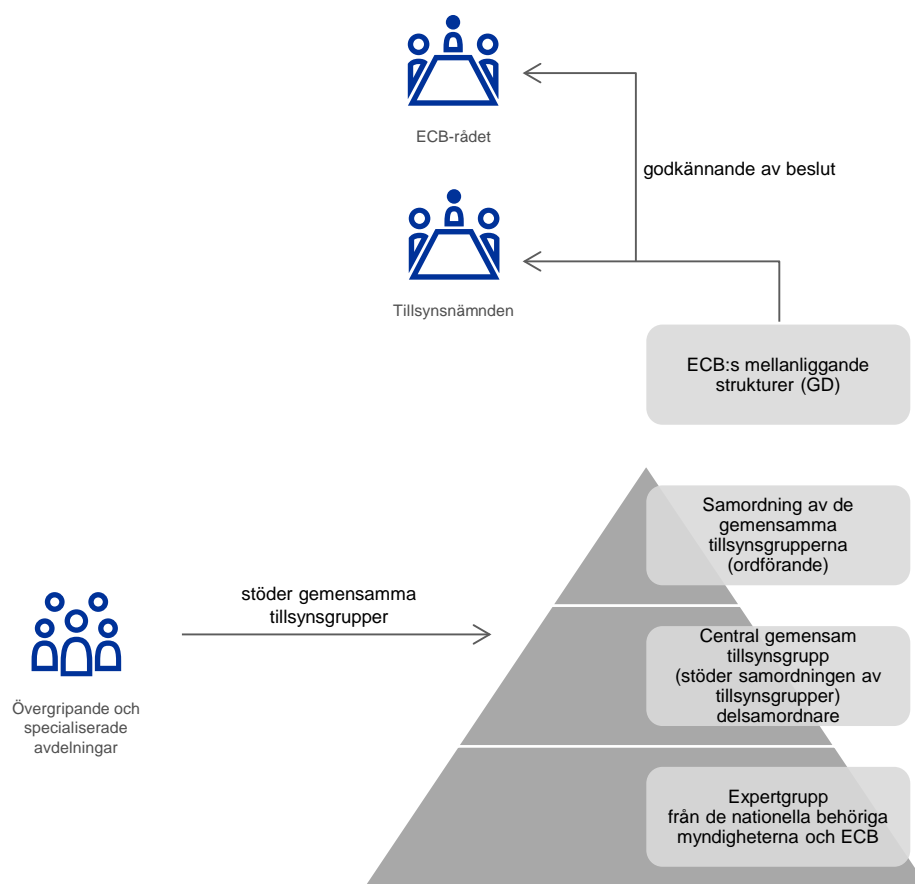 ECB-rådet
godkännande av beslut
Tillsynsnämnden
ECB:s mellanliggande
strukturer (GD)
Samordning av de
gemensamma
tillsynsgrupperna
(ordförande)
stöder gemensamma
tillsynsgrupper
Central gemensam
tillsynsgrupp
(stöder samordningen av
tillsynsgrupper)
delsamordnare
Övergripande och
specialiserade
avdelningar
Expertgrupp
från de nationella behöriga
myndigheterna och ECB